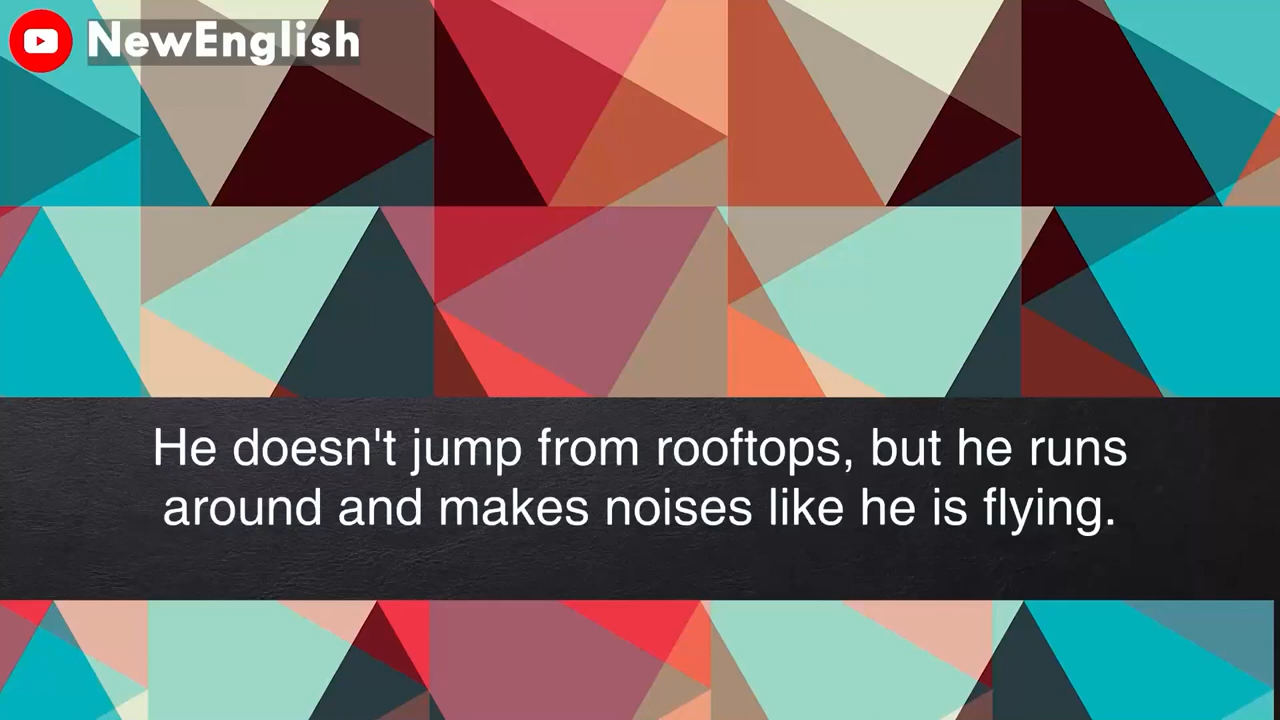 NewEnglish
He doesn't jump from rooftops, but he runs
around and makes noises like he is flying.